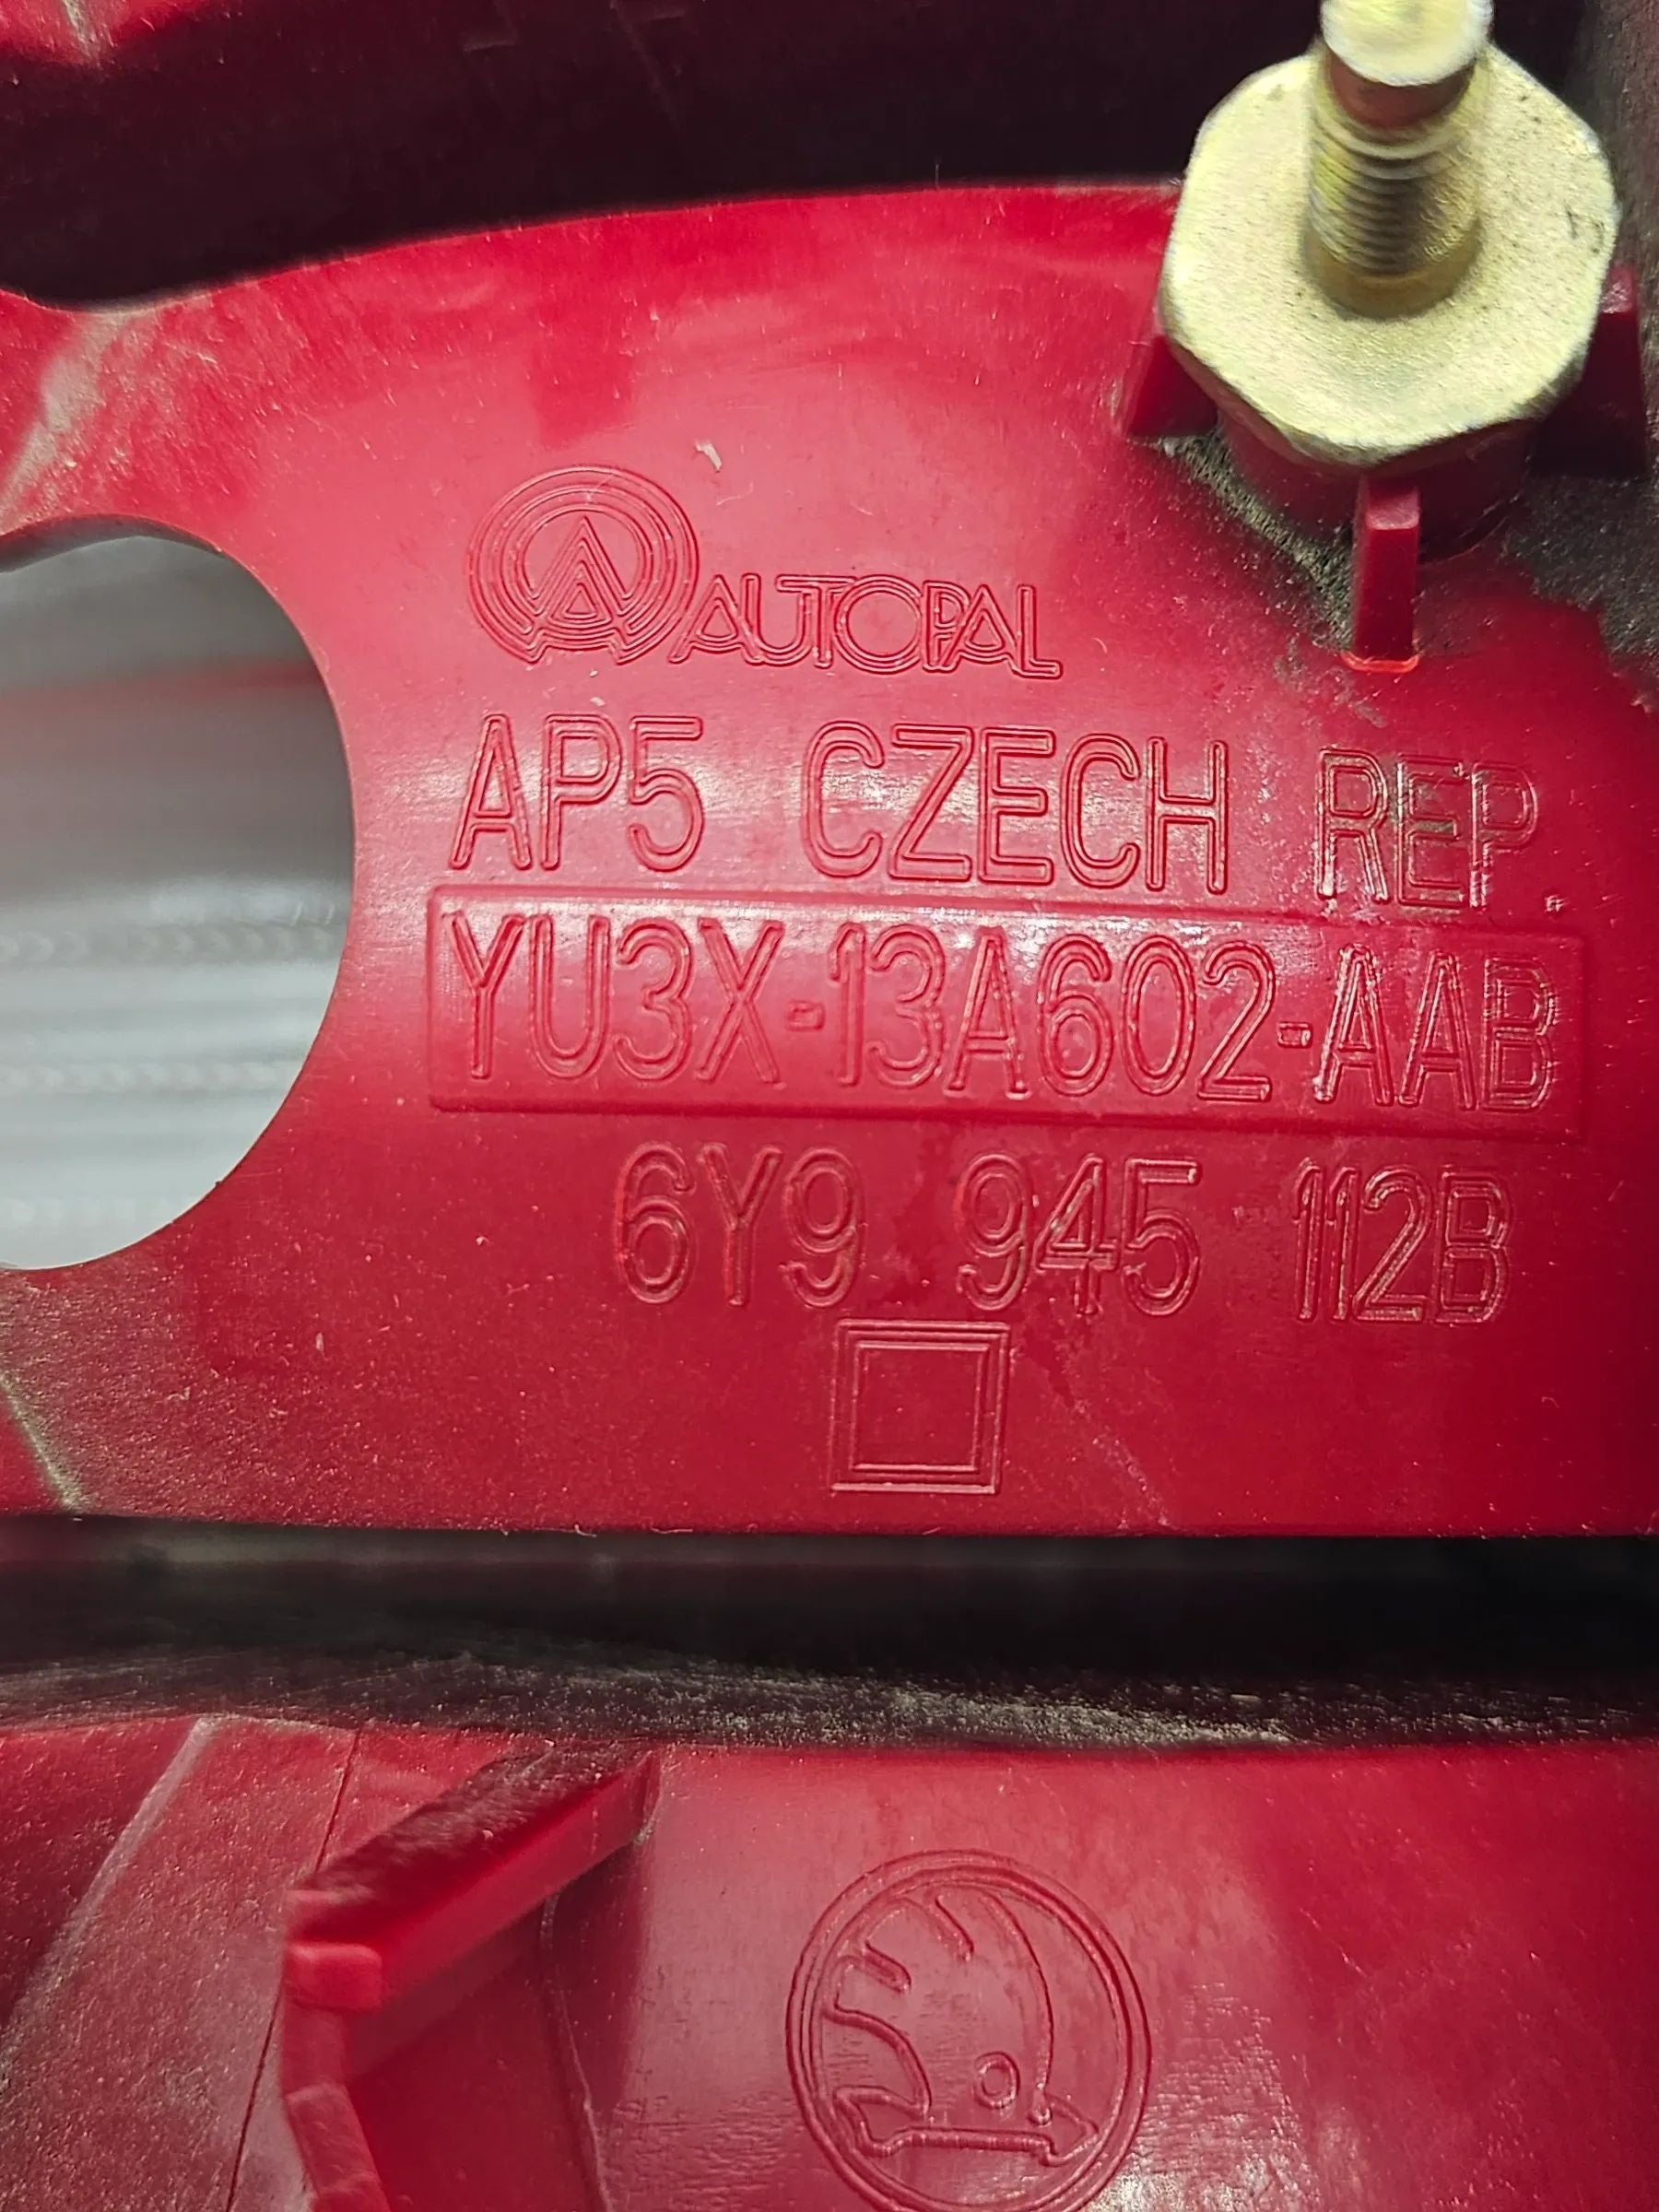 AUTOPAL
AP5 CZECH REP.
YU3X-13A602-AAB
6Y9 945 112B